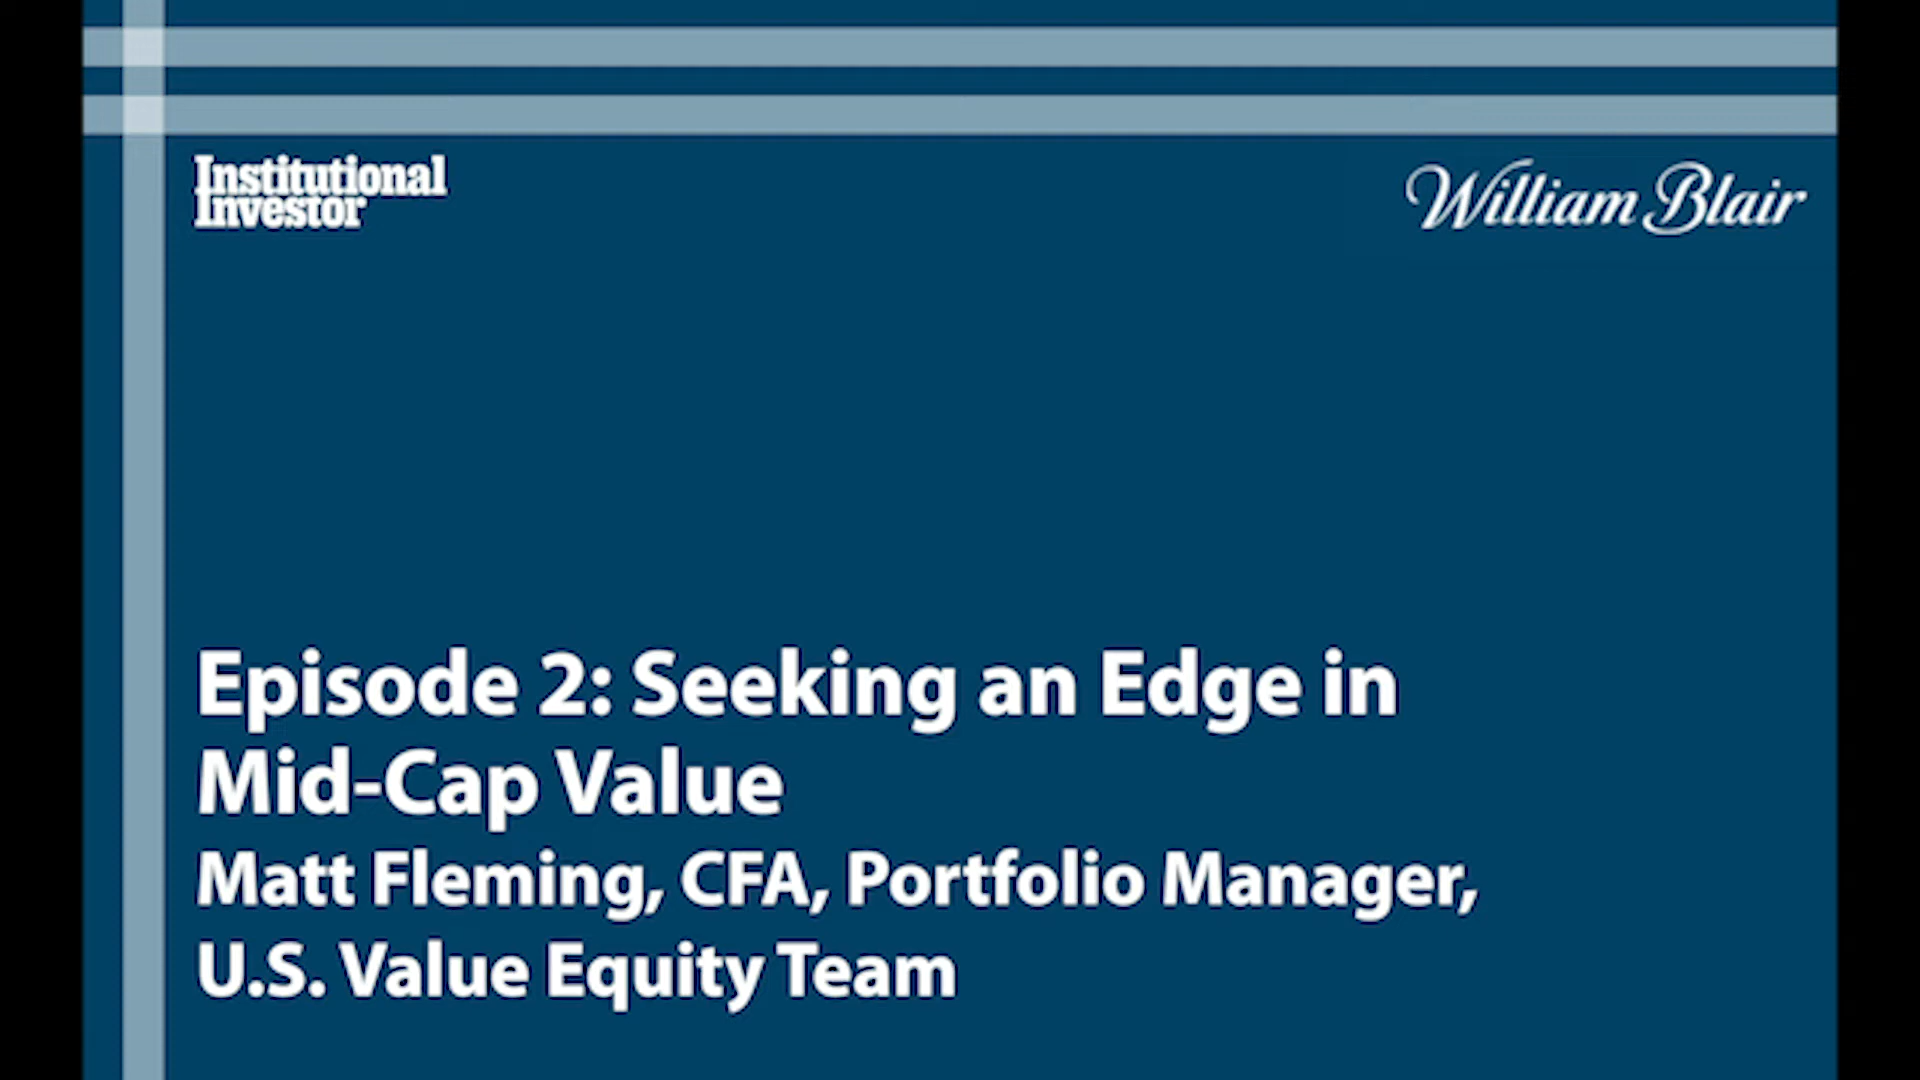 Institutional
Investor
William Blair
Episode 2: Seeking an Edge in
Mid-Cap Value
Matt Fleming, CFA, Portfolio Manager,
U.S. Value Equity Team